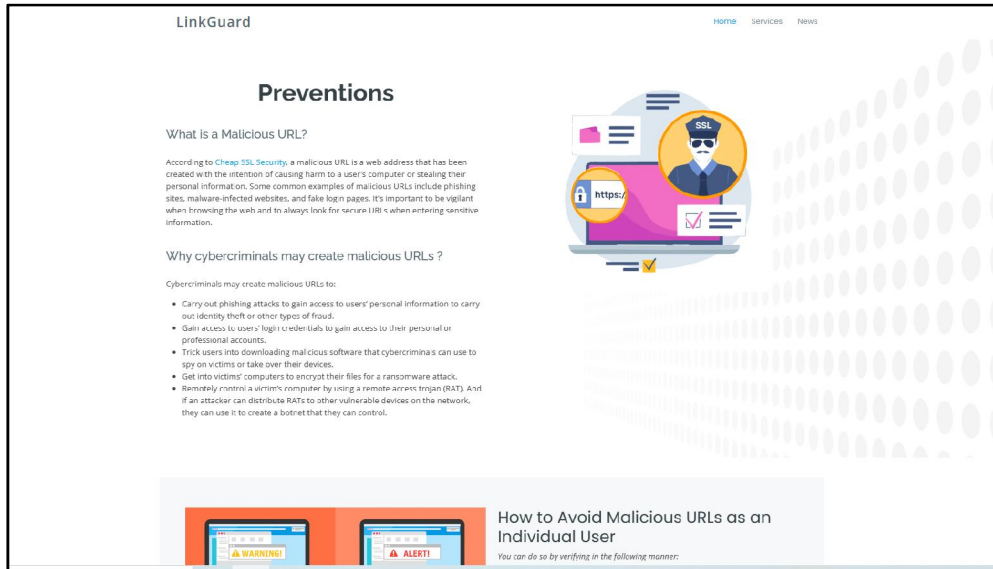 LinkGuard
Home Services News
Preventions
What is a Malicious URL?
According to Cheap SSL Security, a malicious URL is a web address that has been
created with the intention of causing harm to a user's computer or stealing their
personal information. Some common examples of malicious URLs include phishing
sites, malware-infected websites, and fake login pages. It's important to be vigilant
when browsing the web and to always look for secure URLs when entering sensitive
information.
Why cybercriminals may create malicious URLs ?
Cybercriminals may create malicious URLs to:
• Carry out phishing attacks to gain access to users' personal information to carry
out identity theft or other types of fraud.
• Gain access to users' login credentials to gain access to their personal or
professional accounts.
• Trick users into downloading malicious software that cybercriminals can use to
spy on victims or take over their devices.
• Get into victims' computers to encrypt their files for a ransomware attack.
• Remotely control a victim's computer by using a remote access trojan (RAT). And
if an attacker can distribute RATs to other vulnerable devices on the network,
they can use it to create a botnet that they can control.
SSL
https:/
WARNING!
ALERT!
How to Avoid Malicious URLs as an
Individual User
You can do so by verifying in the following manner: